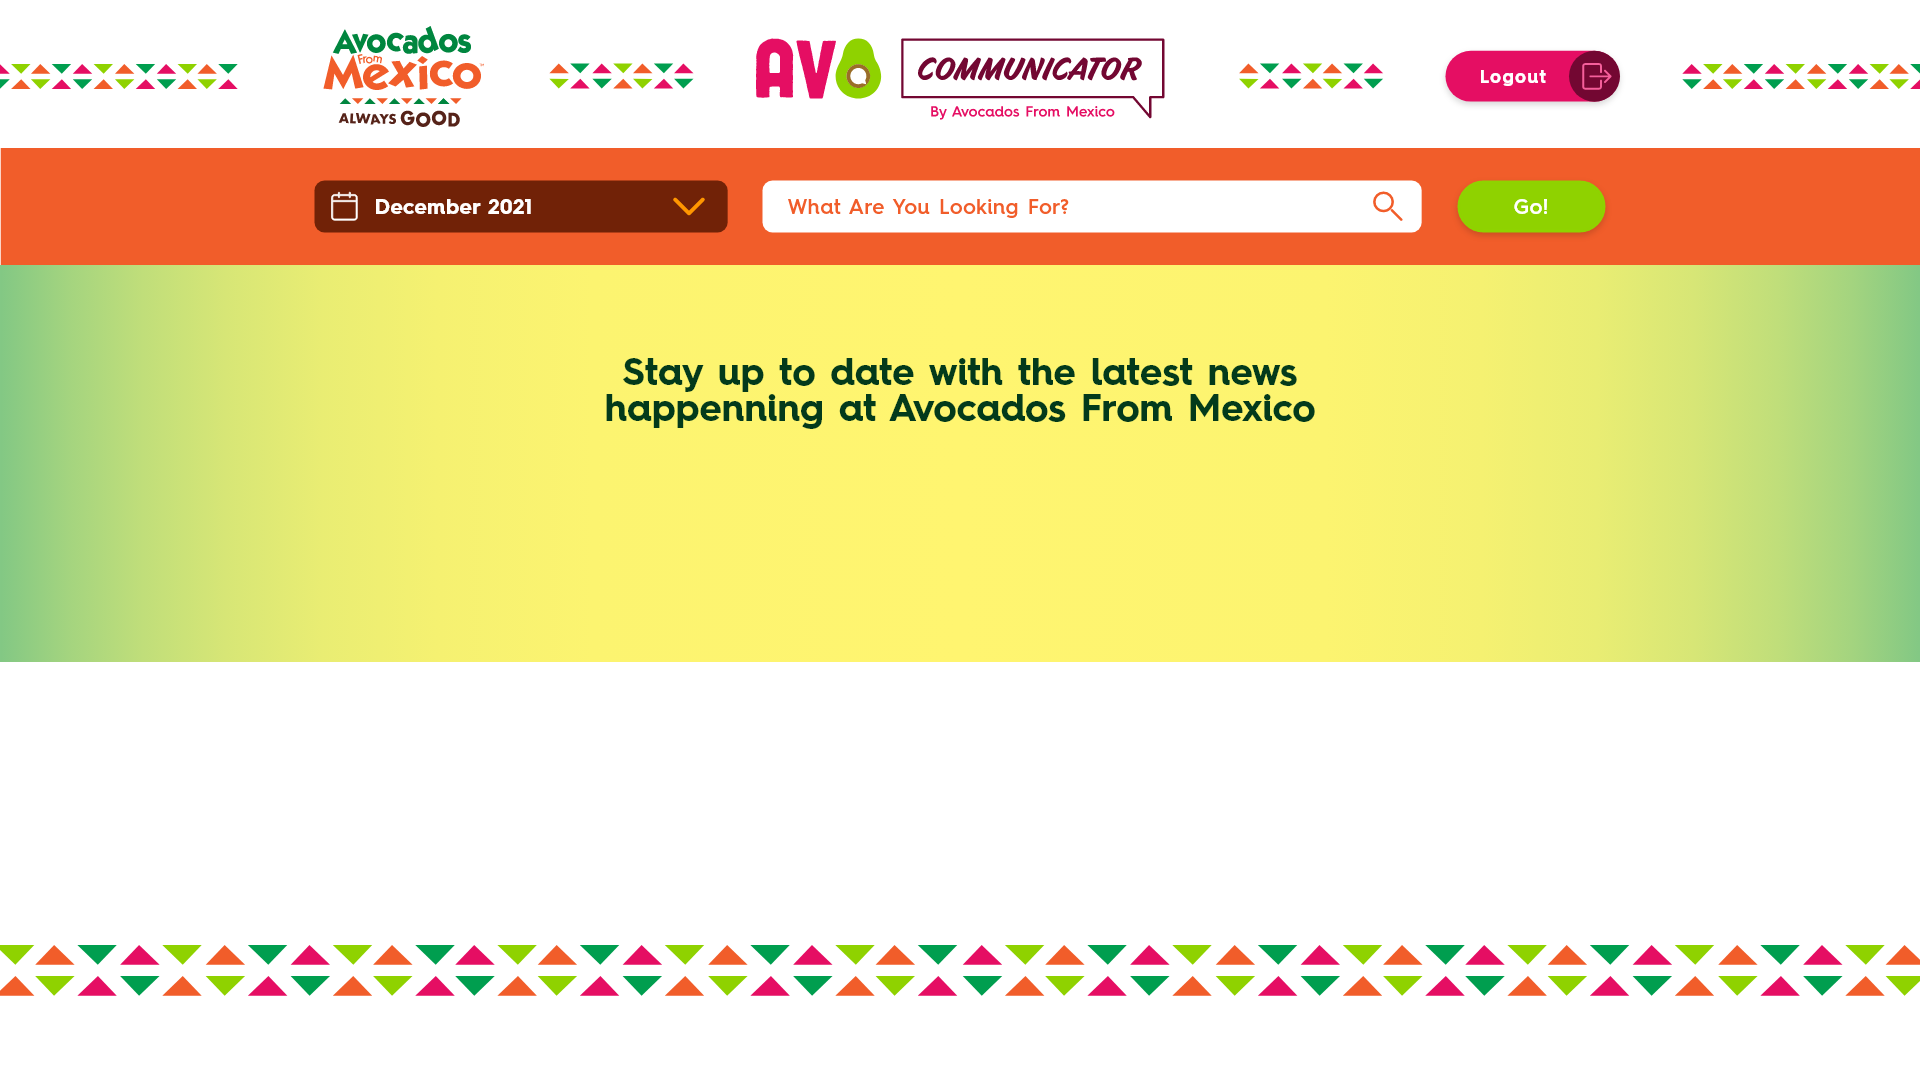 Avocados
From
Mexico
ALWAYS GOOD
AVO
COMMUNICATOR
By Avocados From Mexico
Logout
December 2021
What Are You Looking For?
Go!
Stay up to date with the latest news
happenning at Avocados From Mexico